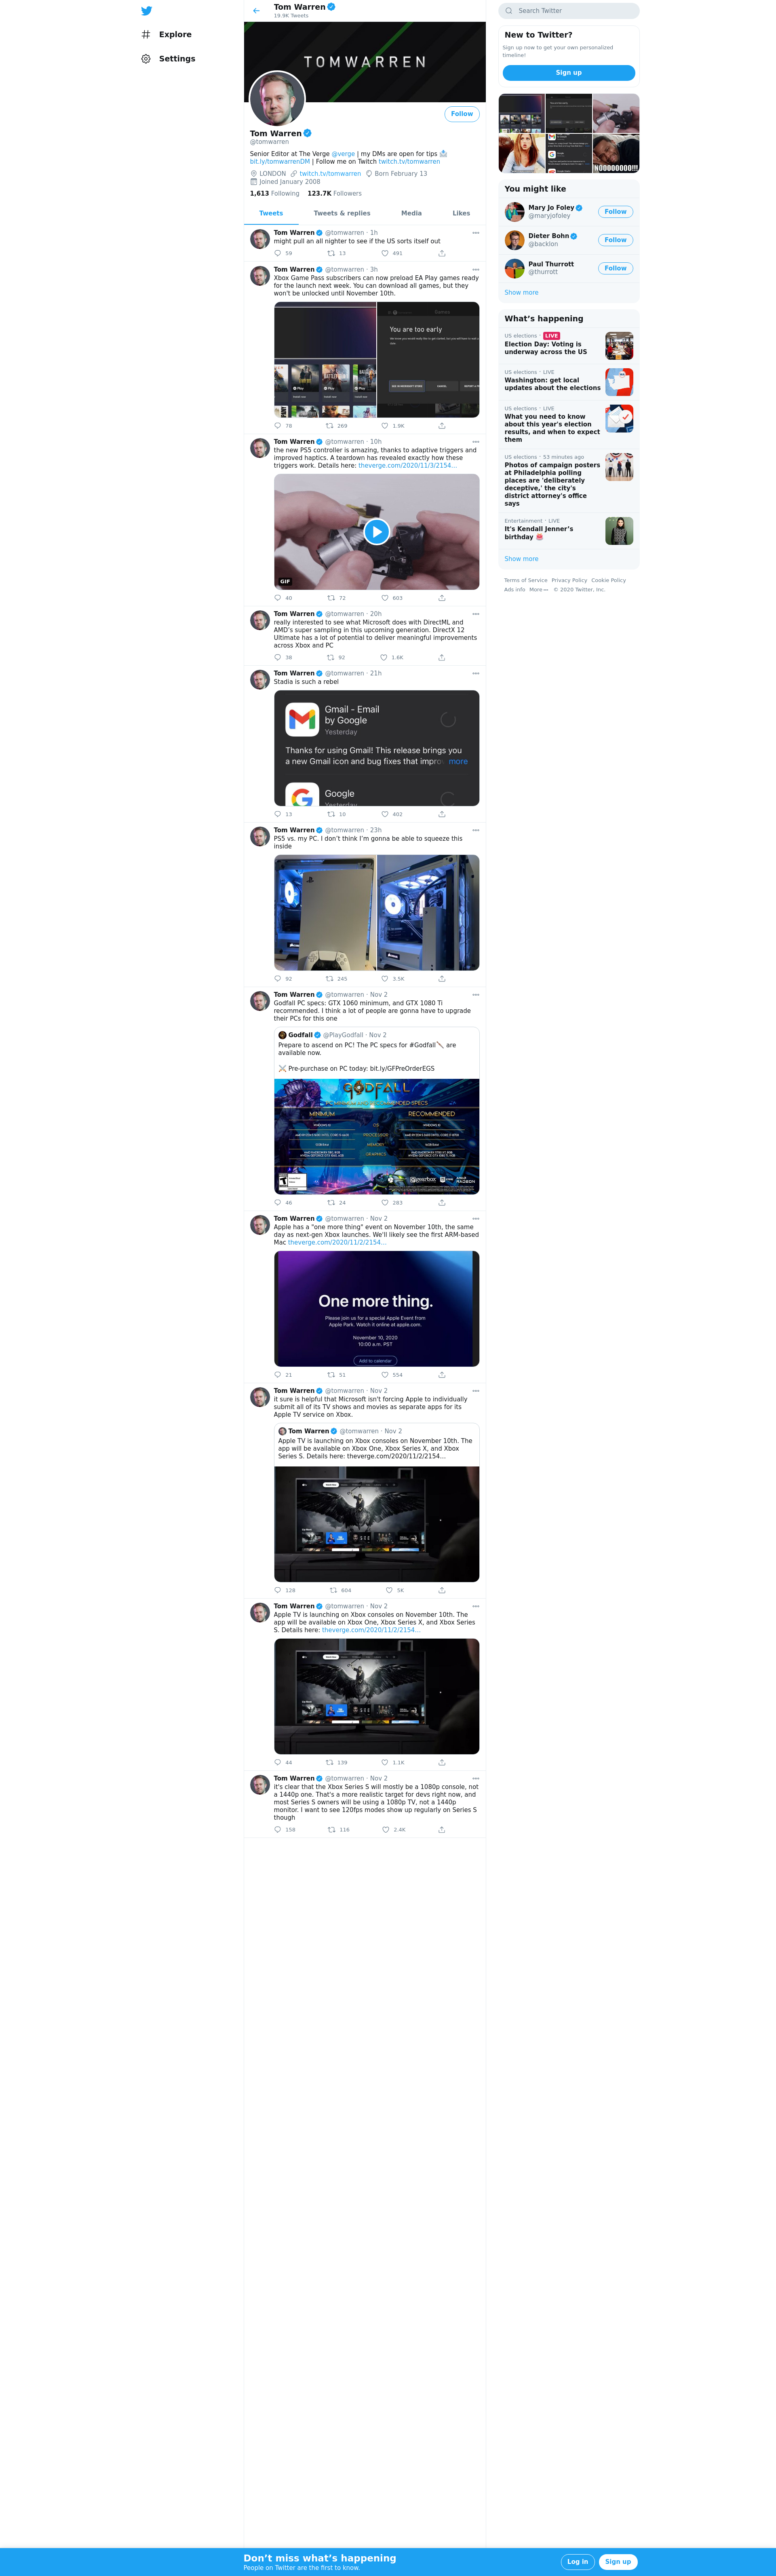 Explore
Settings
Tom Warren
19.9K Tweets
TOMWARREN
Follow
Tom Warren
@tomwarren
Senior Editor at The Verge @verge | my DMs are open for tips
bit.ly/tomwarrenDM | Follow me on Twitch twitch.tv/tomwarren
LONDON twitch.tv/tomwarren Born February 13
Joined January 2008
1,613 Following 123.7K Followers
Tweets Tweets & replies Media Likes
Tom Warren @tomwarren · 1h
might pull an all nighter to see if the US sorts itself out
59 13 491
Tom Warren @tomwarren · 3h
Xbox Game Pass subscribers can now preload EA Play games ready
for the launch next week. You can download all games, but they
won't be unlocked until November 10th.
You are too early
78 269 1.9K
Tom Warren @tomwarren · 10h
the new PS5 controller is amazing, thanks to adaptive triggers and
improved haptics. A teardown has revealed exactly how these
triggers work. Details here: theverge.com/2020/11/3/2154…
GIF
40 72 603
Tom Warren @tomwarren · 20h
really interested to see what Microsoft does with DirectML and
AMD's super sampling in this upcoming generation. DirectX 12
Ultimate has a lot of potential to deliver meaningful improvements
across Xbox and PC
38 92 1.6K
Tom Warren @tomwarren · 21h
Stadia is such a rebel
Gmail - Email
by Google
Yesterday
Thanks for using Gmail! This release brings you
a new Gmail icon and bug fixes that impro more
Google
Yesterday
13 10 402
Tom Warren @tomwarren · 23h
PS5 vs. my PC. I don't think I'm gonna be able to squeeze this
inside
92 245 3.5K
Tom Warren @tomwarren · Nov 2
Godfall PC specs: GTX 1060 minimum, and GTX 1080 Ti
recommended. I think a lot of people are gonna have to upgrade
their PCs for this one
Godfall @PlayGodfall · Nov 2
Prepare to ascend on PC! The PC specs for #Godfall are
available now.
Pre-purchase on PC today: bit.ly/GFPreOrderEGS
GODFALL
MINIMUM RECOMMENDED
46 24 283
Tom Warren @tomwarren · Nov 2
Apple has a "one more thing" event on November 10th, the same
day as next-gen Xbox launches. We'll likely see the first ARM-based
Mac theverge.com/2020/11/2/2154…
One more thing.
Please join us for a special Apple Event from
Apple Park. Watch it online at apple.com.
November 10, 2020
10:00 a.m. PST
Add to calendar
21 51 554
Tom Warren @tomwarren · Nov 2
it sure is helpful that Microsoft isn't forcing Apple to individually
submit all of its TV shows and movies as separate apps for its
Apple TV service on Xbox.
Tom Warren @tomwarren · Nov 2
Apple TV is launching on Xbox consoles on November 10th. The
app will be available on Xbox One, Xbox Series X, and Xbox
Series S. Details here: theverge.com/2020/11/2/2154…
128 604 5K
Tom Warren @tomwarren · Nov 2
Apple TV is launching on Xbox consoles on November 10th. The
app will be available on Xbox One, Xbox Series X, and Xbox Series
S. Details here: theverge.com/2020/11/2/2154…
44 139 1.1K
Tom Warren @tomwarren · Nov 2
it's clear that the Xbox Series S will mostly be a 1080p console, not
a 1440p one. That's a more realistic target for devs right now, and
most Series S owners will be using a 1080p TV, not a 1440p
monitor. I want to see 120fps modes show up regularly on Series S
though
158 116 2.4K
Search Twitter
New to Twitter?
Sign up now to get your own personalized
timeline!
Sign up
NOOOOOOOO!!!
You might like
Mary Jo Foley
@maryjofoley
Follow
Dieter Bohn
@backlon
Follow
Paul Thurrott
@thurrott
Follow
Show more
What's happening
US elections · LIVE
Election Day: Voting is
underway across the US
US elections · LIVE
Washington: get local
updates about the elections
US elections · LIVE
What you need to know
about this year's election
results, and when to expect
them
US elections · 53 minutes ago
Photos of campaign posters
at Philadelphia polling
places are 'deliberately
deceptive,' the city's
district attorney's office
says
Entertainment · LIVE
It's Kendall Jenner's
birthday
Show more
Terms of Service Privacy Policy Cookie Policy
Ads info More © 2020 Twitter, Inc.
Don't miss what's happening
People on Twitter are the first to know.
Log in
Sign up